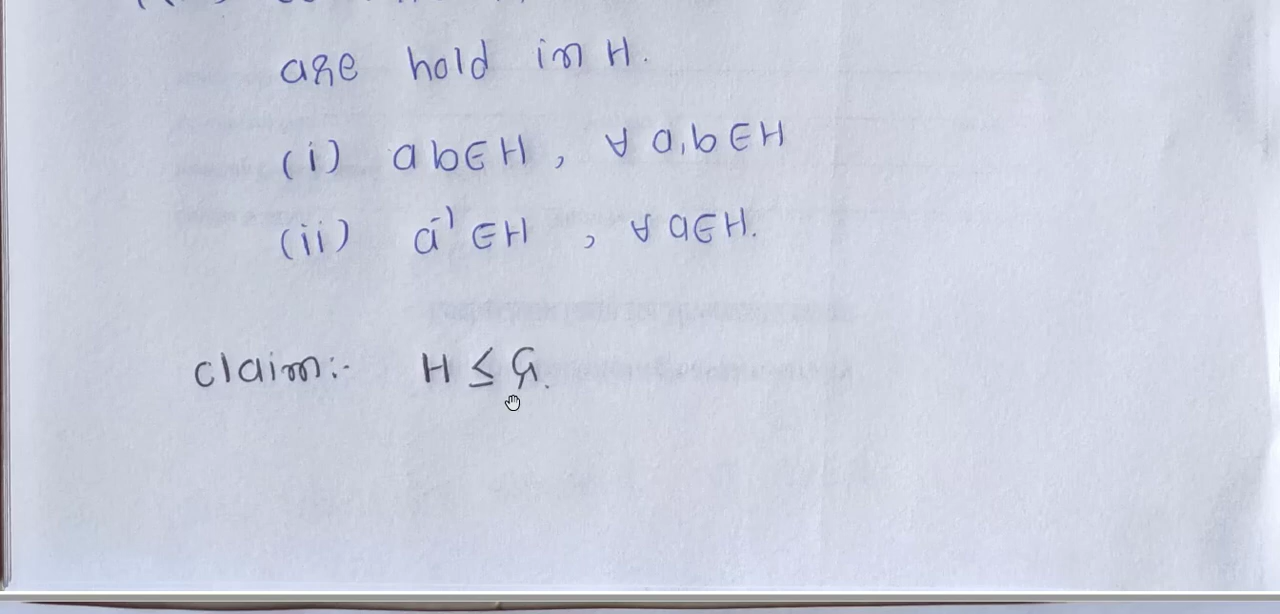 are hold in H.
(i) ab∈H , ∀ a,b∈H
(ii) a⁻¹∈H , ∀ a∈H.
claim:- H ≤ G.